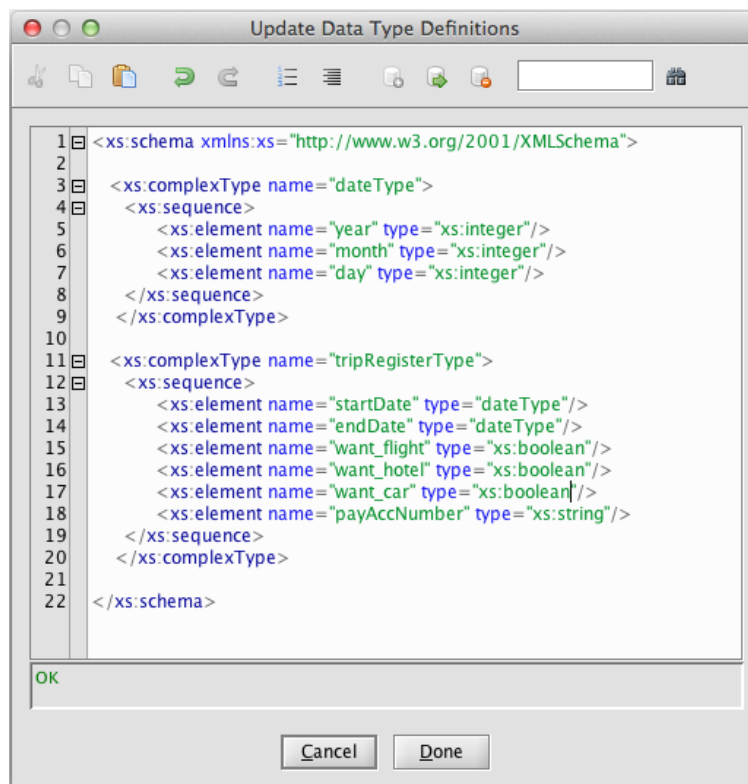 Update Data Type Definitions
1 <xs:schema xmlns:xs="http://www.w3.org/2001/XMLSchema">
2
3 <xs:complexType name="dateType">
4 <xs:sequence>
5 <xs:element name="year" type="xs:integer"/>
6 <xs:element name="month" type="xs:integer"/>
7 <xs:element name="day" type="xs:integer"/>
8 </xs:sequence>
9 </xs:complexType>
10
11 <xs:complexType name="tripRegisterType">
12 <xs:sequence>
13 <xs:element name="startDate" type="dateType"/>
14 <xs:element name="endDate" type="dateType"/>
15 <xs:element name="want_flight" type="xs:boolean"/>
16 <xs:element name="want_hotel" type="xs:boolean"/>
17 <xs:element name="want_car" type="xs:boolean"/>
18 <xs:element name="payAccNumber" type="xs:string"/>
19 </xs:sequence>
20 </xs:complexType>
21
22 </xs:schema>
OK
Cancel Done